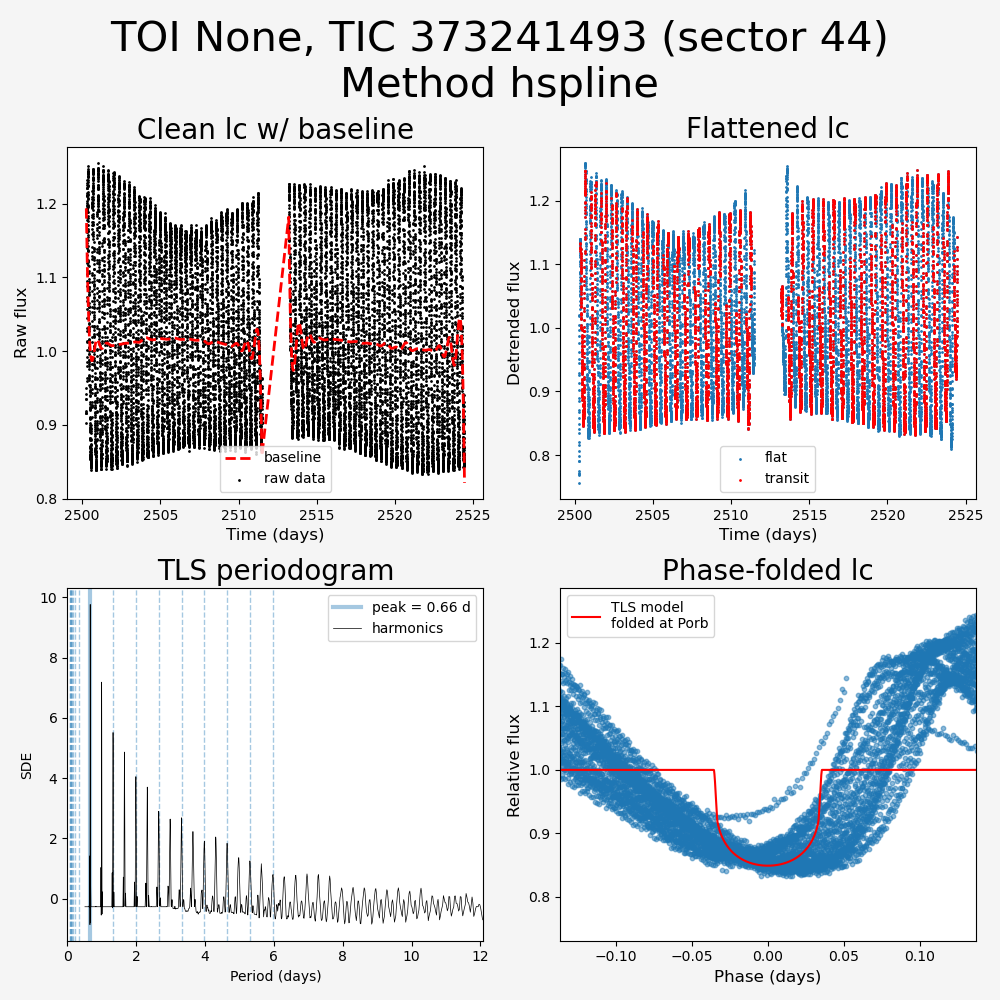 TOI None, TIC 373241493 (sector 44)
Method hspline
Clean lc w/ baseline
Raw flux
1.2
1.1
1.0
0.9
0.8
baseline
raw data
2500
2505
2510
2515
2520
2525
Time (days)
Flattened lc
Detrended flux
1.2
1.1
1.0
0.9
0.8
flat
transit
2500
2505
2510
2515
2520
2525
Time (days)
TLS periodogram
SDE
10
8
6
4
2
0
peak = 0.66 d
harmonics
0
2
4
6
8
10
12
Period (days)
Phase-folded lc
Relative flux
1.2
1.1
1.0
0.9
0.8
TLS model
folded at Porb
−0.10
−0.05
0.00
0.05
0.10
Phase (days)